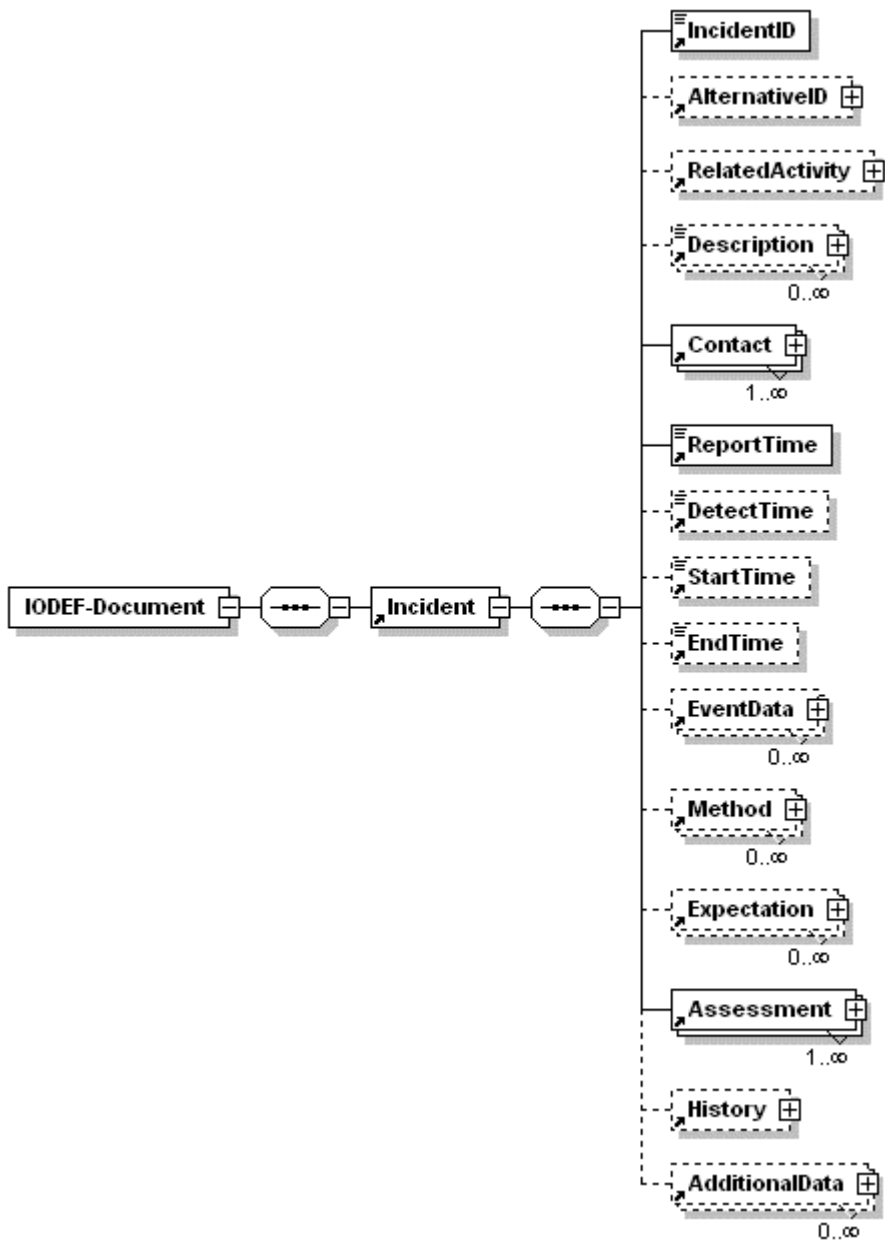 IncidentID
AlternativeID
RelatedActivity
Description
0..∞
Contact
1..∞
ReportTime
DetectTime
StartTime
IODEF-Document
Incident
EndTime
EventData
0..∞
Method
0..∞
Expectation
0..∞
Assessment
1..∞
History
AdditionalData
0..∞